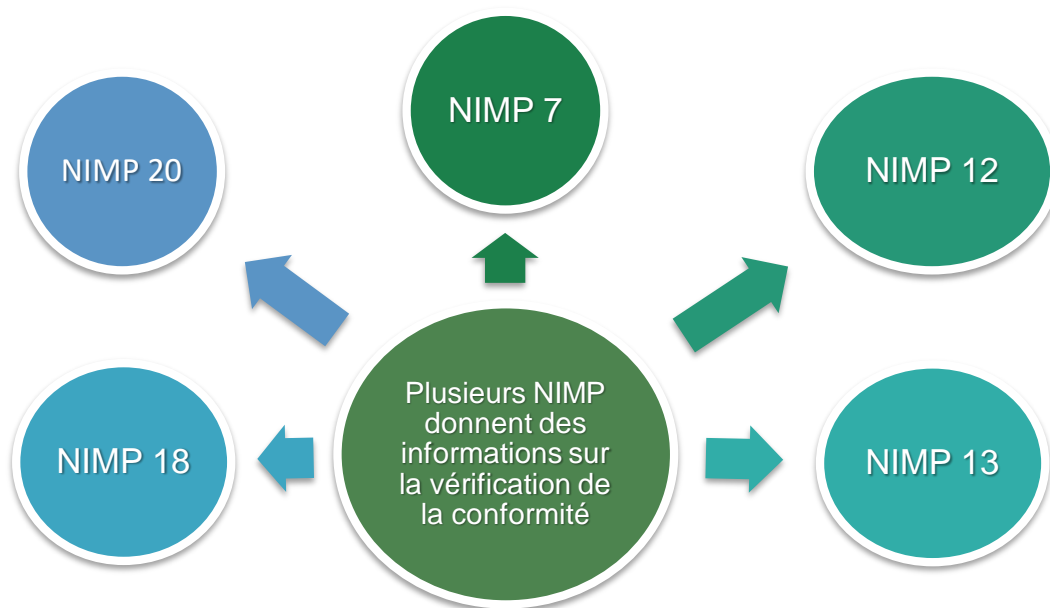 NIMP 7
NIMP 20
NIMP 12
Plusieurs NIMP
donnent des
informations sur
la vérification de
la conformité
NIMP 18
NIMP 13